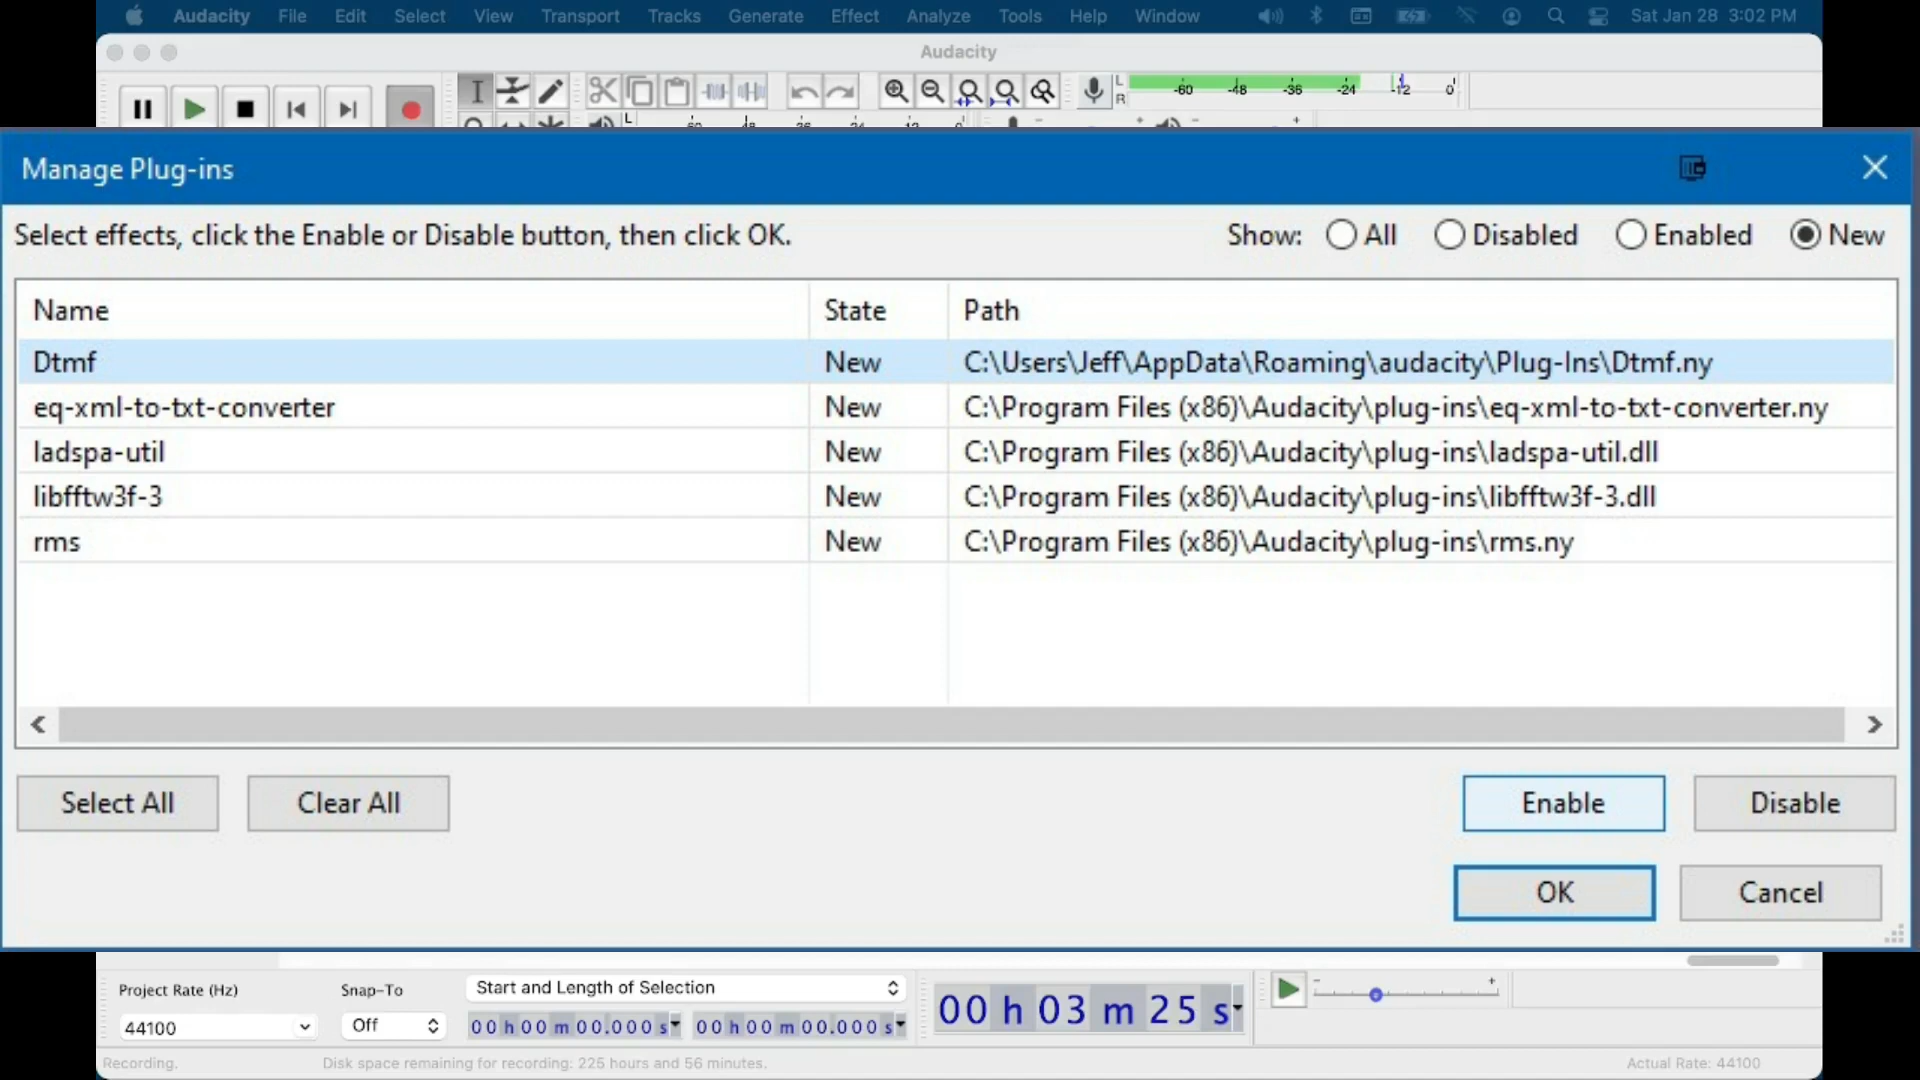 Audacity File Edit Select View Transport Tracks Generate Effect Analyze Tools Help Window Sat Jan 28 3:02 PM
Audacity
L
R
-60 -48 -36 -24 -12 0
L
Manage Plug-ins
Select effects, click the Enable or Disable button, then click OK. Show: All Disabled Enabled New
Name State Path
Dtmf New C:\Users\Jeff\AppData\Roaming\audacity\Plug-Ins\Dtmf.ny
eq-xml-to-txt-converter New C:\Program Files (x86)\Audacity\plug-ins\eq-xml-to-txt-converter.ny
ladspa-util New C:\Program Files (x86)\Audacity\plug-ins\ladspa-util.dll
libfftw3f-3 New C:\Program Files (x86)\Audacity\plug-ins\libfftw3f-3.dll
rms New C:\Program Files (x86)\Audacity\plug-ins\rms.ny
Select All Clear All Enable Disable
OK Cancel
Project Rate (Hz) Snap-To Start and Length of Selection
44100 Off 00 h 00 m 00.000 s 00 h 00 m 00.000 s 00 h 03 m 25 s
Recording. Disk space remaining for recording: 225 hours and 56 minutes. Actual Rate: 44100